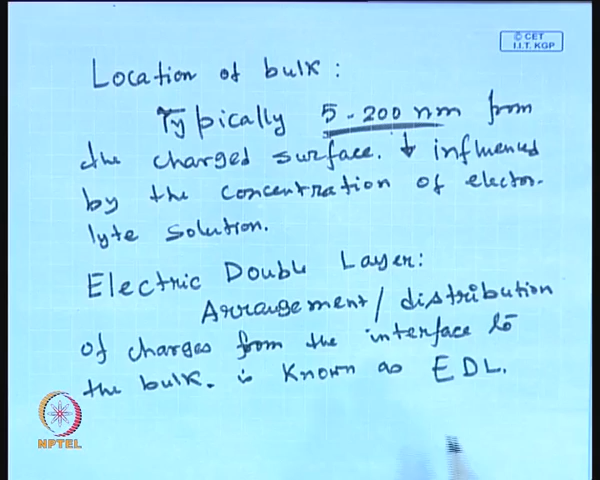 © CET
I.I.T. KGP
Location of bulk :
Typically 5-200 nm from
the charged surface. & influenced
by the concentration of electro-
lyte solution.
Electric Double Layer:
Arrangement / distribution
of charges from the interface to
the bulk. is known as EDL.
NPTEL